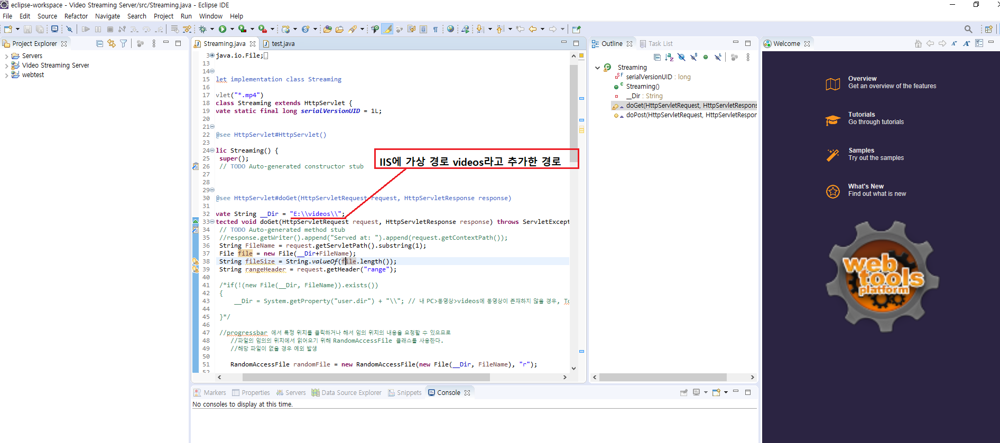 eclipse-workspace - Video Streaming Server/src/Streaming.java - Eclipse IDE
File Edit Source Refactor Navigate Search Project Run Window Help
Project Explorer
Servers
Video Streaming Server
webtest
Streaming.java
test.java
3 java.io.File;
13
14
15 let implementation class Streaming
16
17 vlet("*.mp4")
18 class Streaming extends HttpServlet {
19 vate static final long serialVersionUID = 1L;
20
21
22 @see HttpServlet#HttpServlet()
23
24 lic Streaming() {
25 super();
26 // TODO Auto-generated constructor stub
27
28
29
30 @see HttpServlet#doGet(HttpServletRequest request, HttpServletResponse response)
31
32 vate String __Dir = "E:\\videos\\";
33 tected void doGet(HttpServletRequest request, HttpServletResponse response) throws ServletExcept
34 // TODO Auto-generated method stub
35 //response.getWriter().append("Served at: ").append(request.getContextPath());
36 String FileName = request.getServletPath().substring(1);
37 File file = new File(__Dir+FileName);
38 String fileSize = String.valueOf(file.length());
39 String rangeHeader = request.getHeader("range");
40
41 /*if(!(new File(__Dir, FileName)).exists())
42 {
43 __Dir = System.getProperty("user.dir") + "\\"; // 내 PC>동영상>videos에 동영상이 존재하지 않을 경우, To
44
45 }*/
46
47 //progressbar 에서 특정 위치를 클릭하거나 해서 임의 위치의 내용을 요청할 수 있으므로
48 //파일의 임의의 위치에서 읽어오기 위해 RandomAccessFile 클래스를 사용한다.
49 //해당 파일이 없을 경우 예외 발생
50
51 RandomAccessFile randomFile = new RandomAccessFile(new File(__Dir, FileName), "r");
52
IIS에 가상 경로 videos라고 추가한 경로
Outline
Task List
Streaming
serialVersionUID : long
Streaming()
__Dir : String
doGet(HttpServletRequest, HttpServletRespons
doPost(HttpServletRequest, HttpServletRespor
Welcome
Overview
Get an overview of the features
Tutorials
Go through tutorials
Samples
Try out the samples
What's New
Find out what is new
web
tools
platform
Markers Properties Servers Data Source Explorer Snippets Console
No consoles to display at this time.